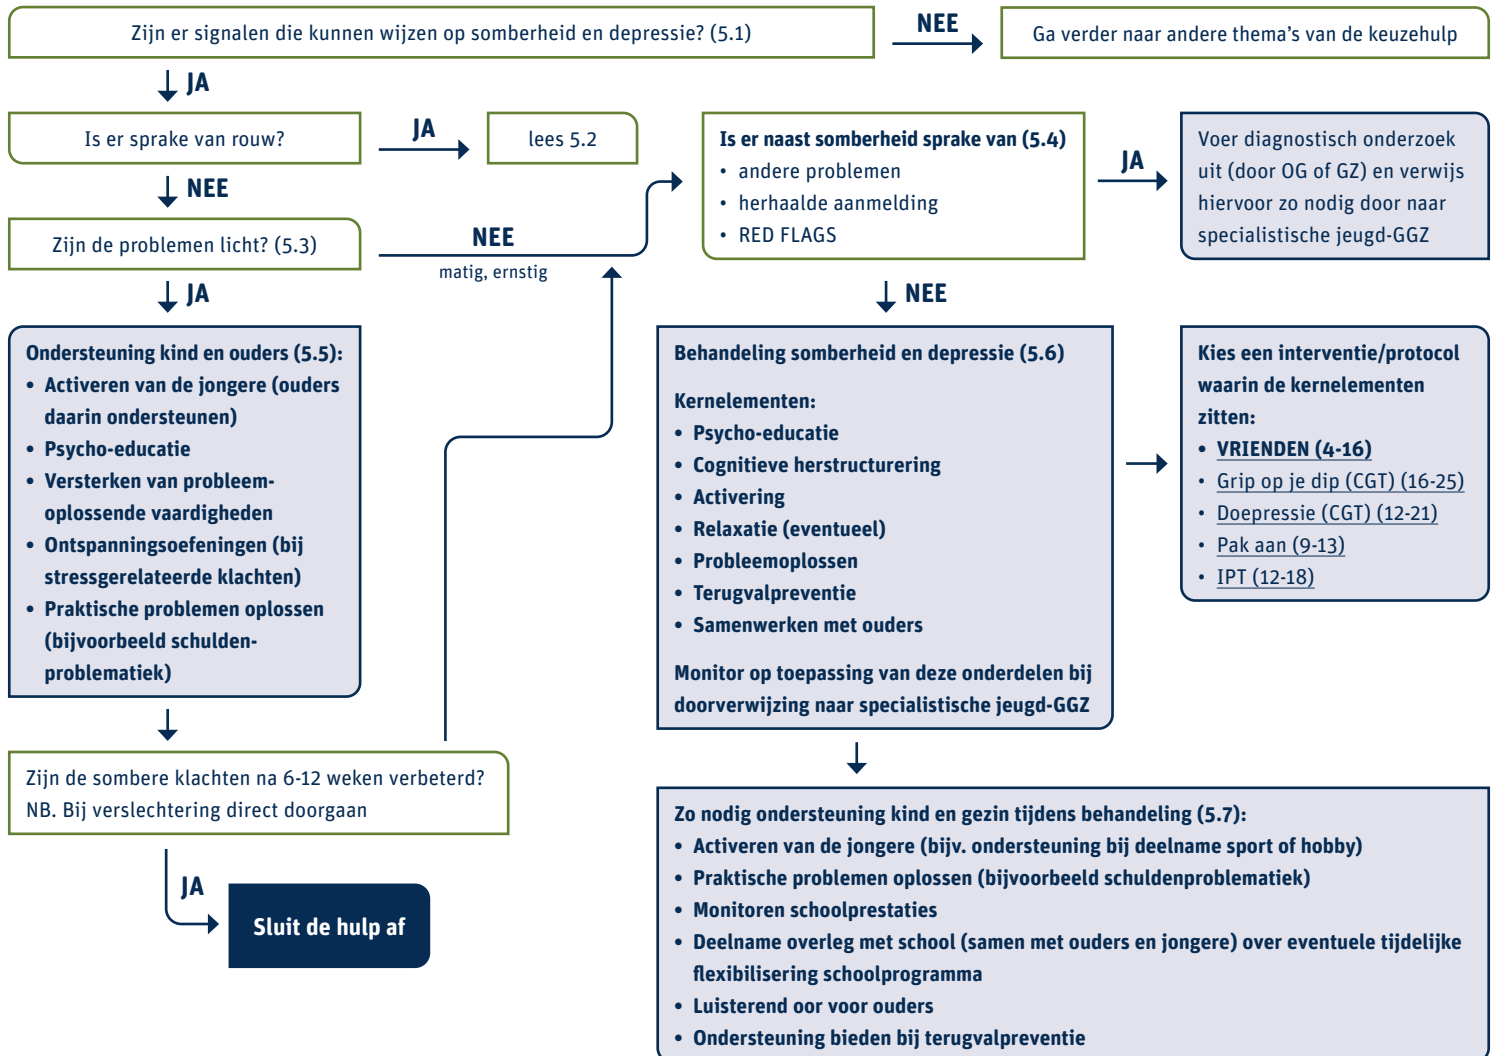 Zijn er signalen die kunnen wijzen op somberheid en depressie? (5.1)
NEE
Ga verder naar andere thema's van de keuzehulp
JA
Is er sprake van rouw?
JA
lees 5.2
NEE
Zijn de problemen licht? (5.3)
NEE
matig, ernstig
Is er naast somberheid sprake van (5.4)
• andere problemen
• herhaalde aanmelding
• RED FLAGS
JA
Voer diagnostisch onderzoek
uit (door OG of GZ) en verwijs
hiervoor zo nodig door naar
specialistische jeugd-GGZ
JA
NEE
Ondersteuning kind en ouders (5.5):
• Activeren van de jongere (ouders
daarin ondersteunen)
• Psycho-educatie
• Versterken van probleem-
oplossende vaardigheden
• Ontspanningsoefeningen (bij
stressgerelateerde klachten)
• Praktische problemen oplossen
(bijvoorbeeld schulden-
problematiek)
Behandeling somberheid en depressie (5.6)
Kernelementen:
• Psycho-educatie
• Cognitieve herstructurering
• Activering
• Relaxatie (eventueel)
• Probleemoplossen
• Terugvalpreventie
• Samenwerken met ouders
Monitor op toepassing van deze onderdelen bij
doorverwijzing naar specialistische jeugd-GGZ
Kies een interventie/protocol
waarin de kernelementen
zitten:
• VRIENDEN (4-16)
• Grip op je dip (CGT) (16-25)
• Doepressie (CGT) (12-21)
• Pak aan (9-13)
• IPT (12-18)
Zijn de sombere klachten na 6-12 weken verbeterd?
NB. Bij verslechtering direct doorgaan
JA
Sluit de hulp af
Zo nodig ondersteuning kind en gezin tijdens behandeling (5.7):
• Activeren van de jongere (bijv. ondersteuning bij deelname sport of hobby)
• Praktische problemen oplossen (bijvoorbeeld schuldenproblematiek)
• Monitoren schoolprestaties
• Deelname overleg met school (samen met ouders en jongere) over eventuele tijdelijke
flexibilisering schoolprogramma
• Luisterend oor voor ouders
• Ondersteuning bieden bij terugvalpreventie